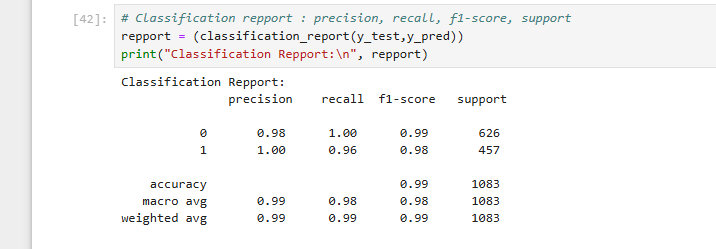 [42]: # Classification repport : precision, recall, f1-score, support
repport = (classification_report(y_test,y_pred))
print("Classification Repport:\n", repport)
Classification Repport:
precision recall f1-score support
0 0.98 1.00 0.99 626
1 1.00 0.96 0.98 457
accuracy 0.99 1083
macro avg 0.99 0.98 0.98 1083
weighted avg 0.99 0.99 0.99 1083